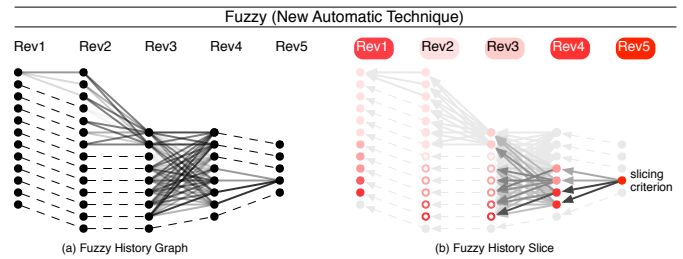 Fuzzy (New Automatic Technique)
Rev1 Rev2 Rev3 Rev4 Rev5 Rev1 Rev2 Rev3 Rev4 Rev5
slicing
criterion
(a) Fuzzy History Graph (b) Fuzzy History Slice